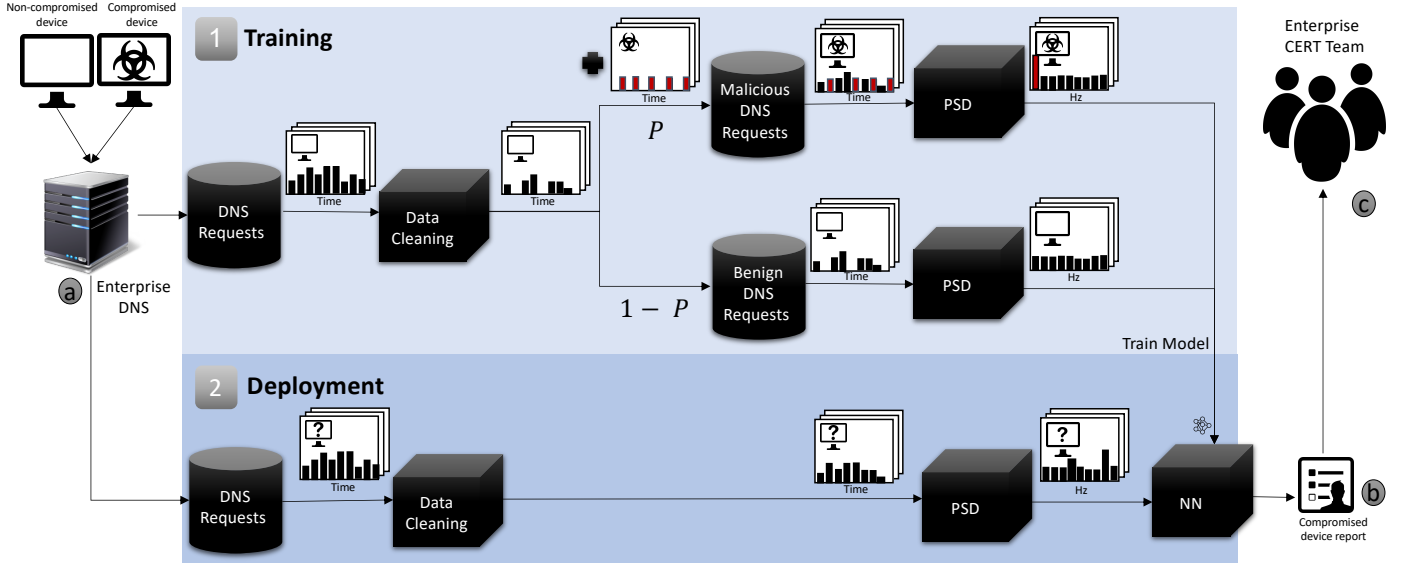 Non-compromised
device
Compromised
device
1
Training
Time
P
Malicious
DNS
Requests
Time
PSD
Hz
Enterprise
CERT Team
DNS
Requests
Time
Data
Cleaning
Time
a
Enterprise
DNS
1 − P
Benign
DNS
Requests
Time
PSD
Hz
c
Train Model
2
Deployment
?
Time
DNS
Requests
Data
Cleaning
?
Time
PSD
?
Hz
NN
b
Compromised
device report